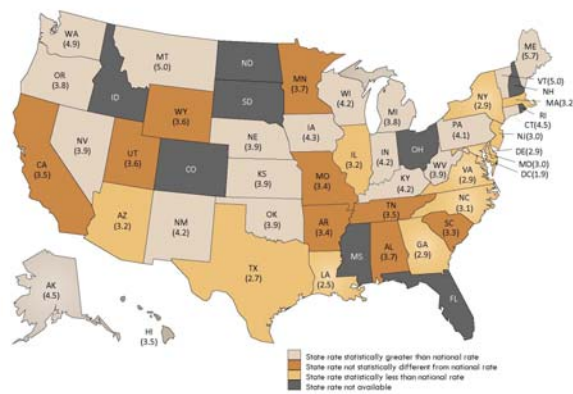 WA
(4.9)
MT
(5.0)
ND
MN
(3.7)
ME
(5.7)
VT(5.0)
NH
MA(3.2
RI
CT(4.5)
NJ(3.0)
DE(2.9)
MD(3.0)
DC(1.9)
OR
(3.8)
ID
WY
(3.6)
SD
WI
(4.2)
MI
(3.8)
NY
(2.9)
PA
(4.1)
NV
(3.9)
UT
(3.6)
CO
NE
(3.9)
IA
(4.3)
IL
(3.2)
IN
(4.2)
OH
WV
(3.9)
VA
(2.9)
CA
(3.5)
KS
(3.9)
MO
(3.4)
KY
(4.2)
NC
(3.1)
AZ
(3.2)
NM
(4.2)
OK
(3.9)
AR
(3.4)
TN
(3.5)
SC
(3.3)
TX
(2.7)
LA
(2.5)
MS
AL
(3.7)
GA
(2.9)
FL
AK
(4.5)
HI
(3.5)
State rate statistically greater than national rate
State rate not statistically different from national rate
State rate statistically less than national rate
State rate not available